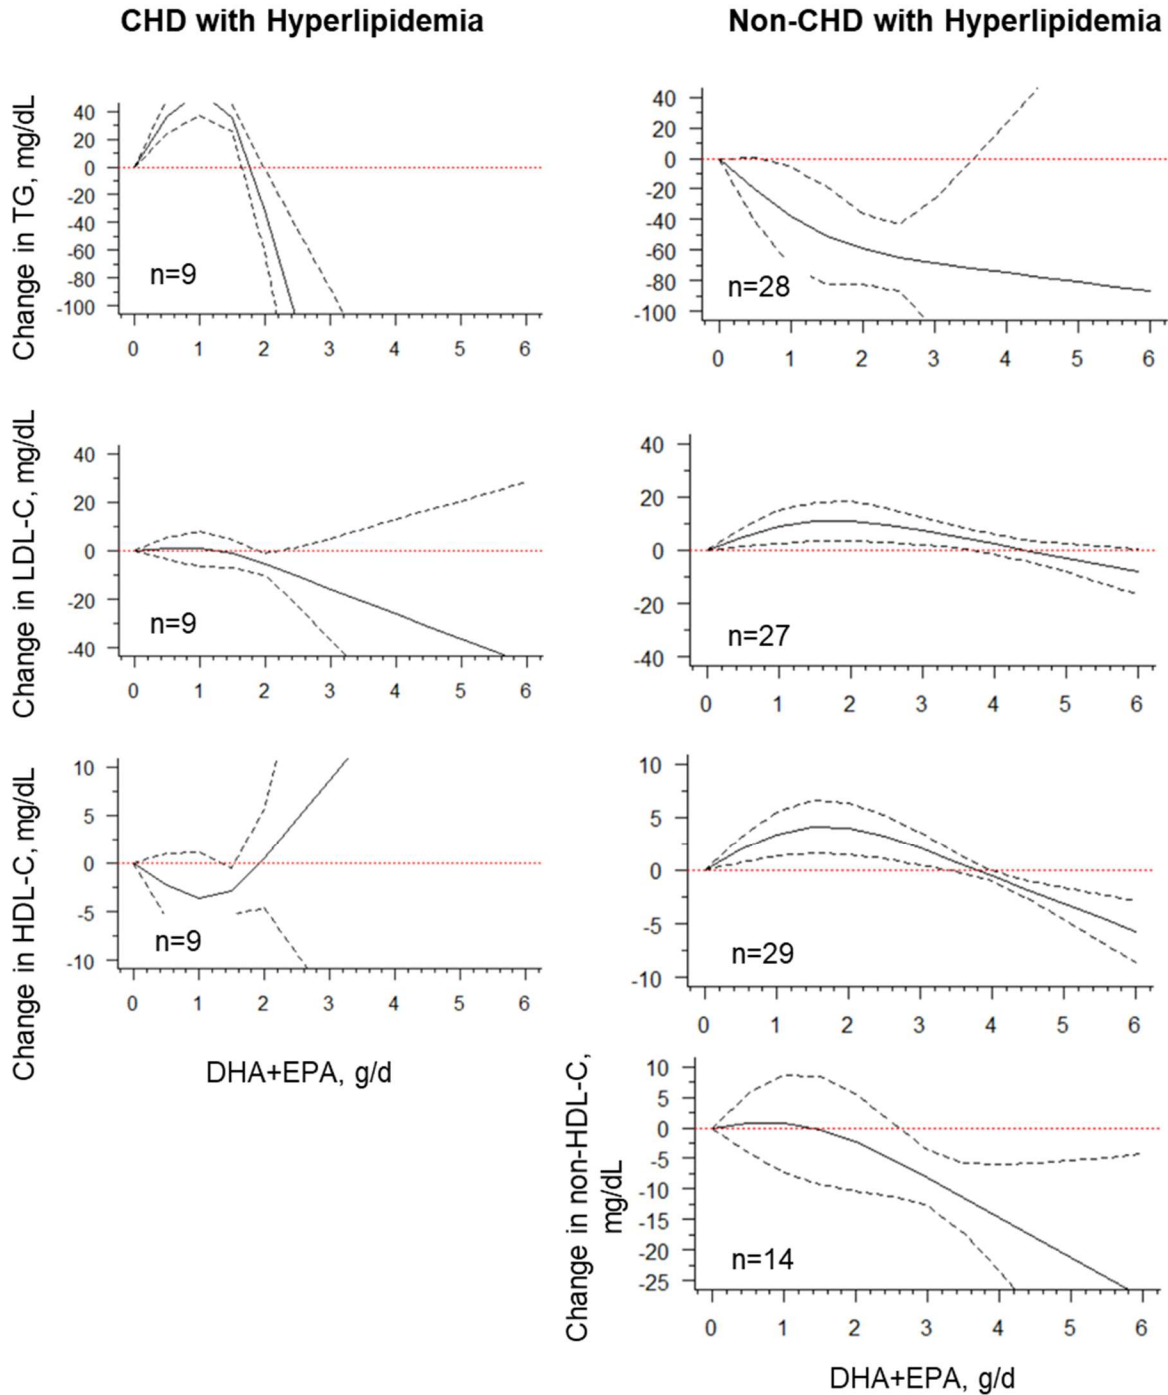 CHD with Hyperlipidemia
Non-CHD with Hyperlipidemia
Change in TG, mg/dL
40
20
0
-20
-40
-60
-80
-100
n=9
0 1 2 3 4 5 6
40
20
0
-20
-40
-60
-80
-100
n=28
0 1 2 3 4 5 6
Change in LDL-C, mg/dL
40
20
0
-20
-40
n=9
0 1 2 3 4 5 6
40
20
0
-20
-40
n=27
0 1 2 3 4 5 6
Change in HDL-C, mg/dL
10
5
0
-5
-10
n=9
0 1 2 3 4 5 6
DHA+EPA, g/d
10
5
0
-5
-10
n=29
0 1 2 3 4 5 6
Change in non-HDL-C,
mg/dL
10
5
0
-5
-10
-15
-20
-25
n=14
0 1 2 3 4 5 6
DHA+EPA, g/d